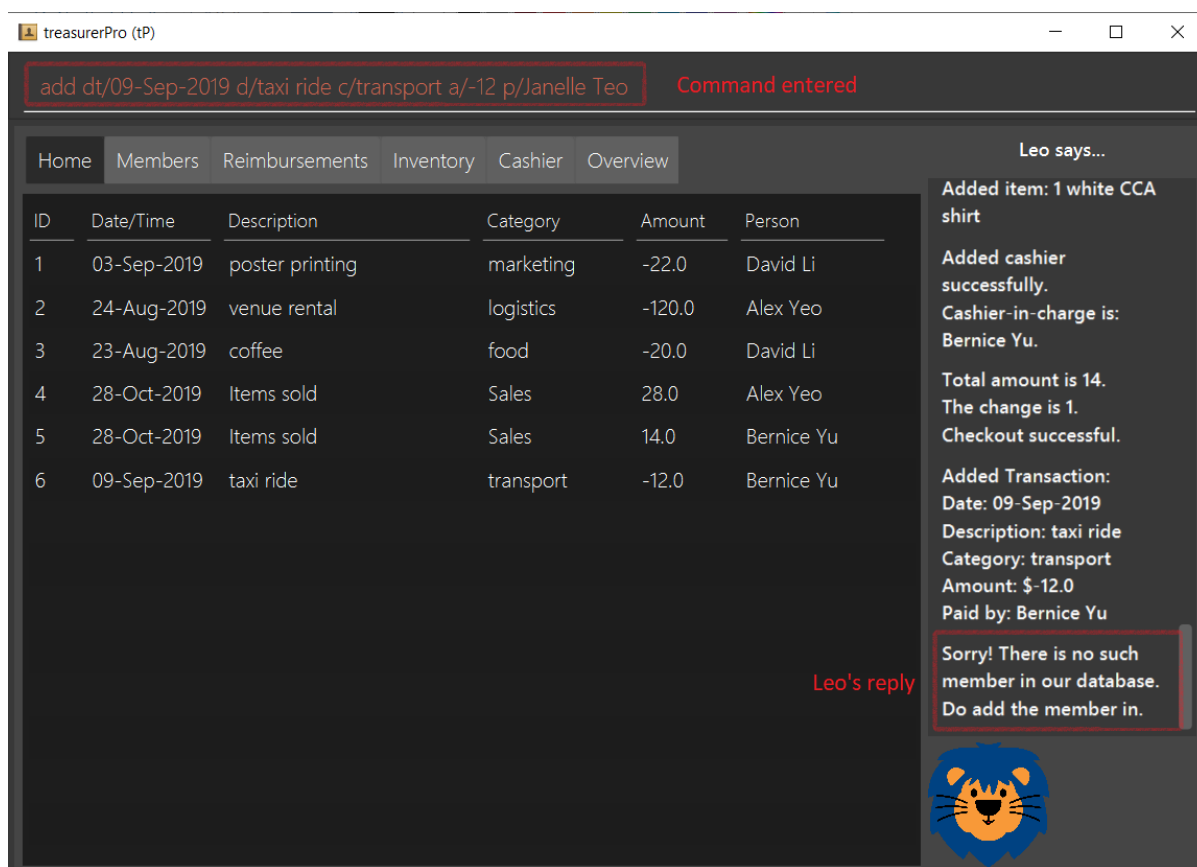 treasurerPro (tP)
add dt/09-Sep-2019 d/taxi ride c/transport a/-12 p/Janelle Teo
Command entered
Home Members Reimbursements Inventory Cashier Overview
ID Date/Time Description Category Amount Person
1 03-Sep-2019 poster printing marketing -22.0 David Li
2 24-Aug-2019 venue rental logistics -120.0 Alex Yeo
3 23-Aug-2019 coffee food -20.0 David Li
4 28-Oct-2019 Items sold Sales 28.0 Alex Yeo
5 28-Oct-2019 Items sold Sales 14.0 Bernice Yu
6 09-Sep-2019 taxi ride transport -12.0 Bernice Yu
Leo says...
Added item: 1 white CCA
shirt
Added cashier
successfully.
Cashier-in-charge is:
Bernice Yu.
Total amount is 14.
The change is 1.
Checkout successful.
Added Transaction:
Date: 09-Sep-2019
Description: taxi ride
Category: transport
Amount: $-12.0
Paid by: Bernice Yu
Leo's reply
Sorry! There is no such
member in our database.
Do add the member in.